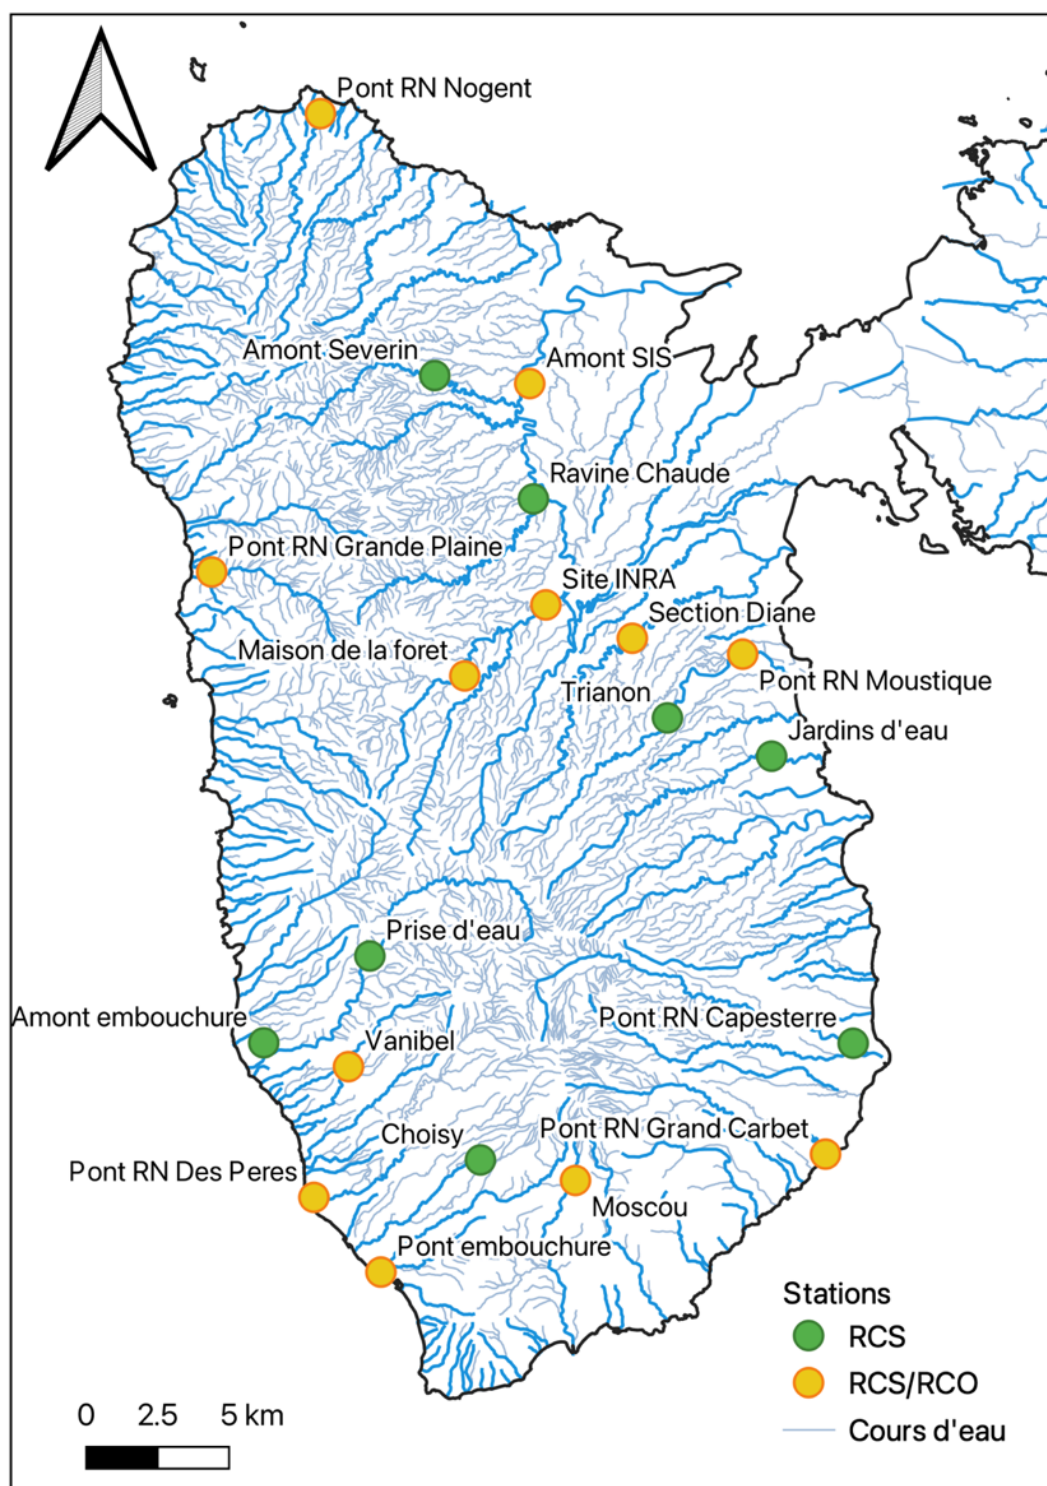 Pont RN Nogent
Amont Severin
Amont SIS
Ravine Chaude
Pont RN Grande Plaine
Site INRA
Section Diane
Maison de la foret
Pont RN Moustique
Trianon
Jardins d'eau
Prise d'eau
Amont embouchure
Pont RN Capesterre
Vanibel
Choisy
Pont RN Grand Carbet
Pont RN Des Peres
Moscou
Pont embouchure
Stations
RCS
RCS/RCO
Cours d'eau
0 2.5 5 km